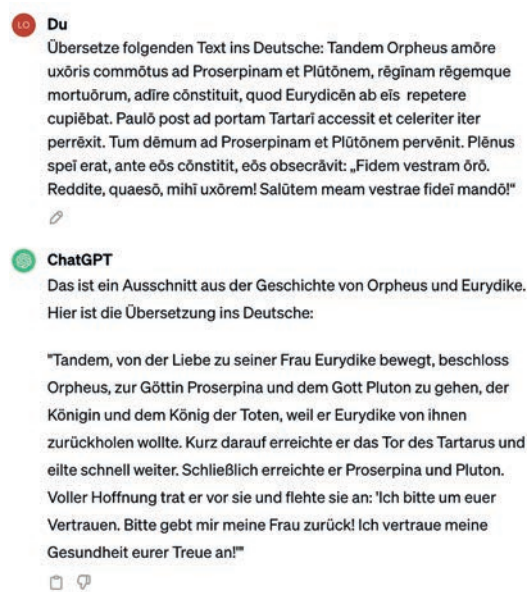 LO Du
Übersetze folgenden Text ins Deutsche: Tandem Orpheus amōre
uxōris commōtus ad Proserpinam et Plūtōnem, rēgīnam rēgemque
mortuōrum, adīre cōnstituit, quod Eurydicēn ab eīs repetere
cupiēbat. Paulō post ad portam Tartarī accessit et celeriter iter
perrēxit. Tum dēmum ad Proserpinam et Plūtōnem pervēnit. Plēnus
speī erat, ante eōs cōnstitit, eōs obsecrāvit: „Fidem vestram ōrō.
Reddite, quaesō, mihī uxōrem! Salūtem meam vestrae fideī mandō!“
ChatGPT
Das ist ein Ausschnitt aus der Geschichte von Orpheus und Eurydike.
Hier ist die Übersetzung ins Deutsche:
"Tandem, von der Liebe zu seiner Frau Eurydike bewegt, beschloss
Orpheus, zur Göttin Proserpina und dem Gott Pluton zu gehen, der
Königin und dem König der Toten, weil er Eurydike von ihnen
zurückholen wollte. Kurz darauf erreichte er das Tor des Tartarus und
eilte schnell weiter. Schließlich erreichte er Proserpina und Pluton.
Voller Hoffnung trat er vor sie und flehte sie an: 'Ich bitte um euer
Vertrauen. Bitte gebt mir meine Frau zurück! Ich vertraue meine
Gesundheit eurer Treue an!'"